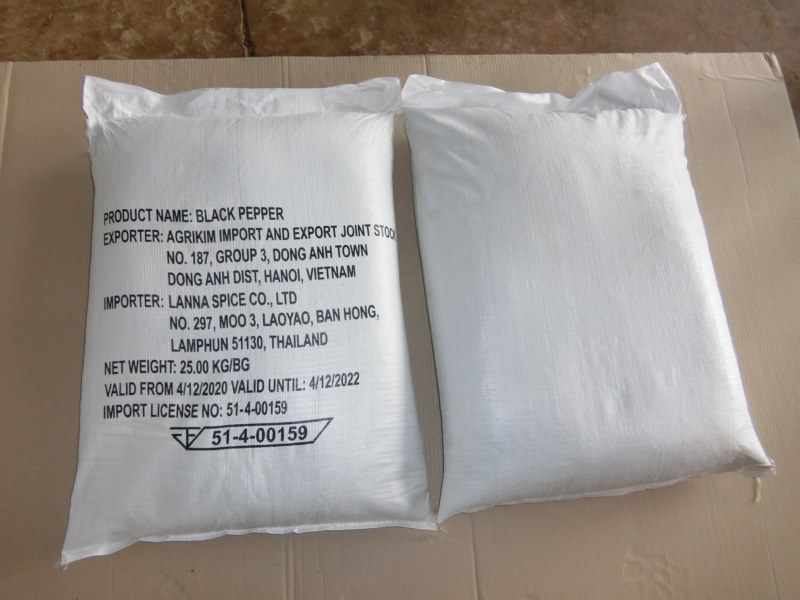 PRODUCT NAME: BLACK PEPPER
EXPORTER: AGRIKIM IMPORT AND EXPORT JOINT
NO. 187, GROUP 3, DONG ANH TOWN
DONG ANH DIST, HANOI, VIETNAM
IMPORTER: LANNA SPICE CO., LTD
NO. 297, MOO 3, LAOYAO, BAN HONG,
LAMPHUN 51130, THAILAND
NET WEIGHT: 25.00 KG/BG
VALID FROM 4/12/2020 VALID UNTIL: 4/12/2022
IMPORT LICENSE NO: 51-4-00159
51-4-00159